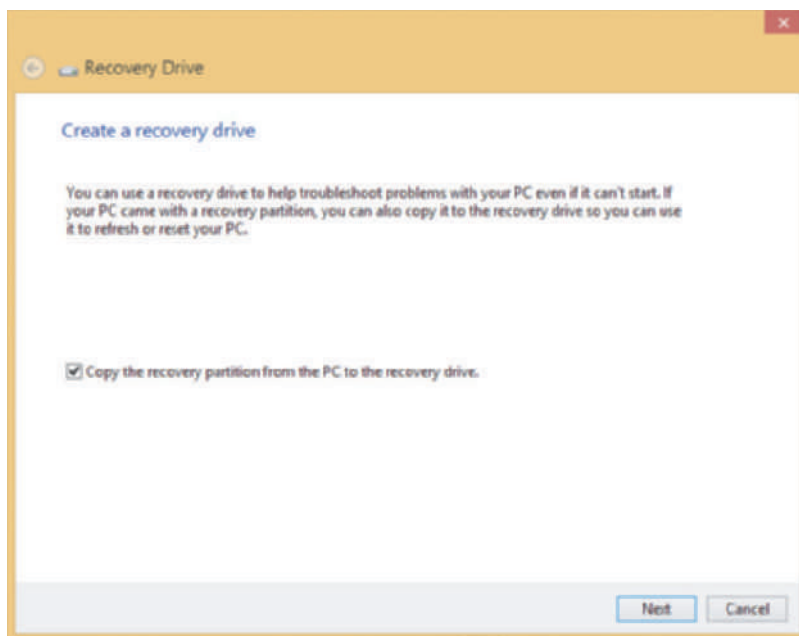 Recovery Drive
Create a recovery drive
You can use a recovery drive to help troubleshoot problems with your PC even if it can't start. If
your PC came with a recovery partition, you can also copy it to the recovery drive so you can use
it to refresh or reset your PC.
Copy the recovery partition from the PC to the recovery drive.
Next Cancel